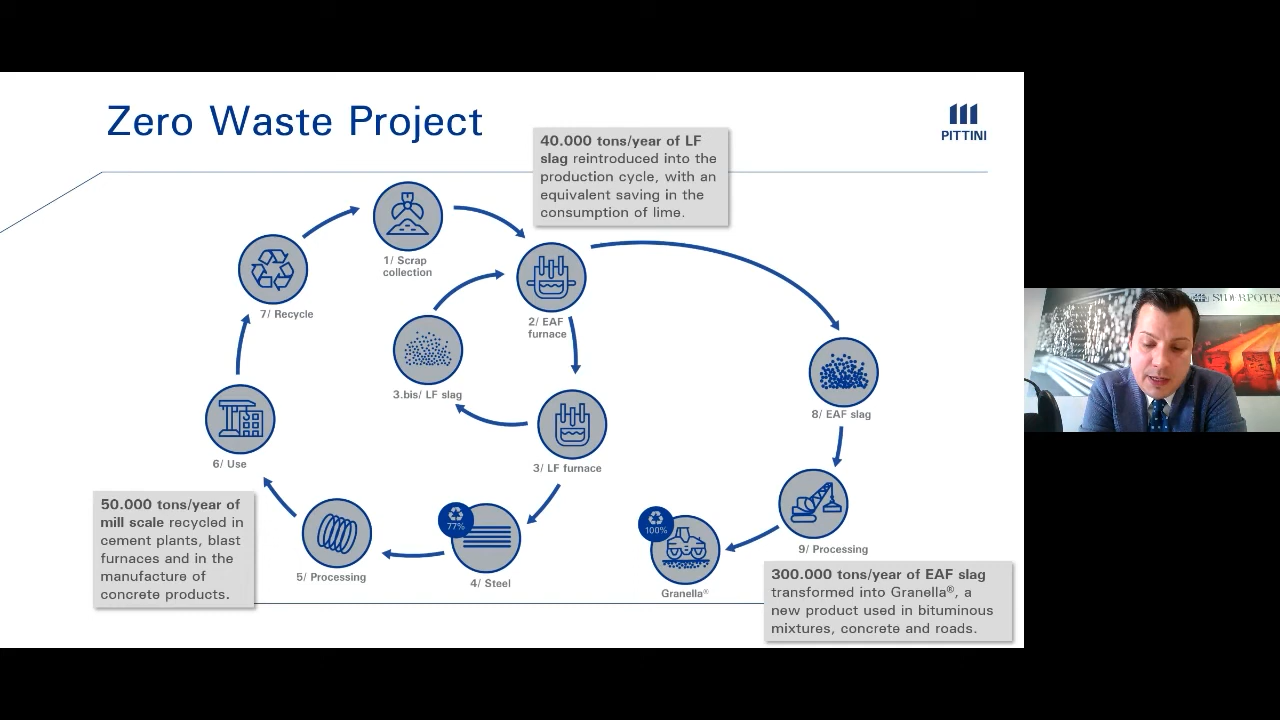 Zero Waste Project
PITTINI
40.000 tons/year of LF
slag reintroduced into the
production cycle, with an
equivalent saving in the
consumption of lime.
1/ Scrap
collection
7/ Recycle
2/ EAF
furnace
3.bis/ LF slag
8/ EAF slag
6/ Use
3/ LF furnace
50.000 tons/year of
mill scale recycled in
cement plants, blast
furnaces and in the
manufacture of
concrete products.
77%
100%
5/ Processing
4/ Steel
9/ Processing
Granella®
300.000 tons/year of EAF slag
transformed into Granella®, a
new product used in bituminous
mixtures, concrete and roads.